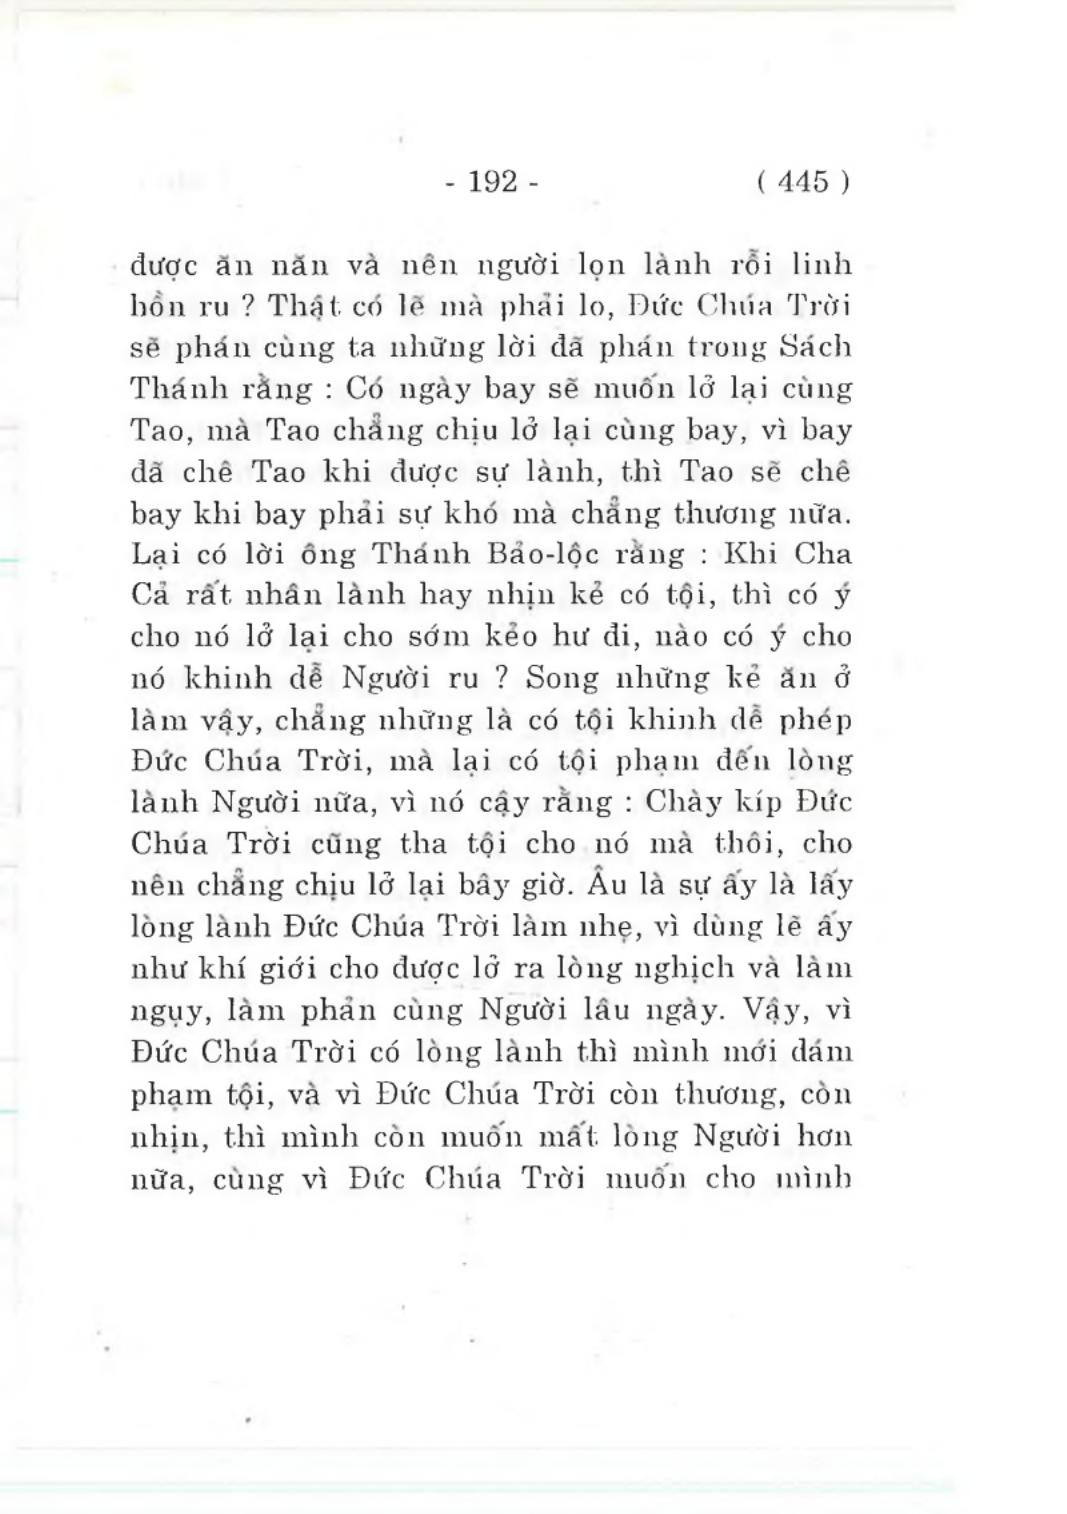 - 192 - ( 445 )
được ăn năn và nên người lọn lành rỗi linh
hồn ru ? Thật có lẽ mà phải lo, Đức Chúa Trời
sẽ phán cùng ta những lời đã phán trong Sách
Thánh rằng : Có ngày bay sẽ muốn lở lại cùng
Tao, mà Tao chẳng chịu lở lại cùng bay, vì bay
đã chê Tao khi được sự lành, thì Tao sẽ chê
bay khi bay phải sự khó mà chẳng thương nữa.
Lại có lời ông Thánh Bảo-lộc rằng : Khi Cha
Cả rất nhân lành hay nhịn kẻ có tội, thì có ý
cho nó lở lại cho sớm kẻo hư đi, nào có ý cho
nó khinh dễ Người ru ? Song những kẻ ăn ở
làm vậy, chẳng những là có tội khinh dễ phép
Đức Chúa Trời, mà lại có tội phạm đến lòng
lành Người nữa, vì nó cậy rằng : Chày kíp Đức
Chúa Trời cũng tha tội cho nó mà thôi, cho
nên chẳng chịu lở lại bây giờ. Âu là sự ấy là lấy
lòng lành Đức Chúa Trời làm nhẹ, vì dùng lẽ ấy
như khí giới cho được lở ra lòng nghịch và làm
ngụy, làm phản cùng Người lâu ngày. Vậy, vì
Đức Chúa Trời có lòng lành thì mình mới dám
phạm tội, và vì Đức Chúa Trời còn thương, còn
nhịn, thì mình còn muốn mất lòng Người hơn
nữa, cùng vì Đức Chúa Trời muốn cho mình